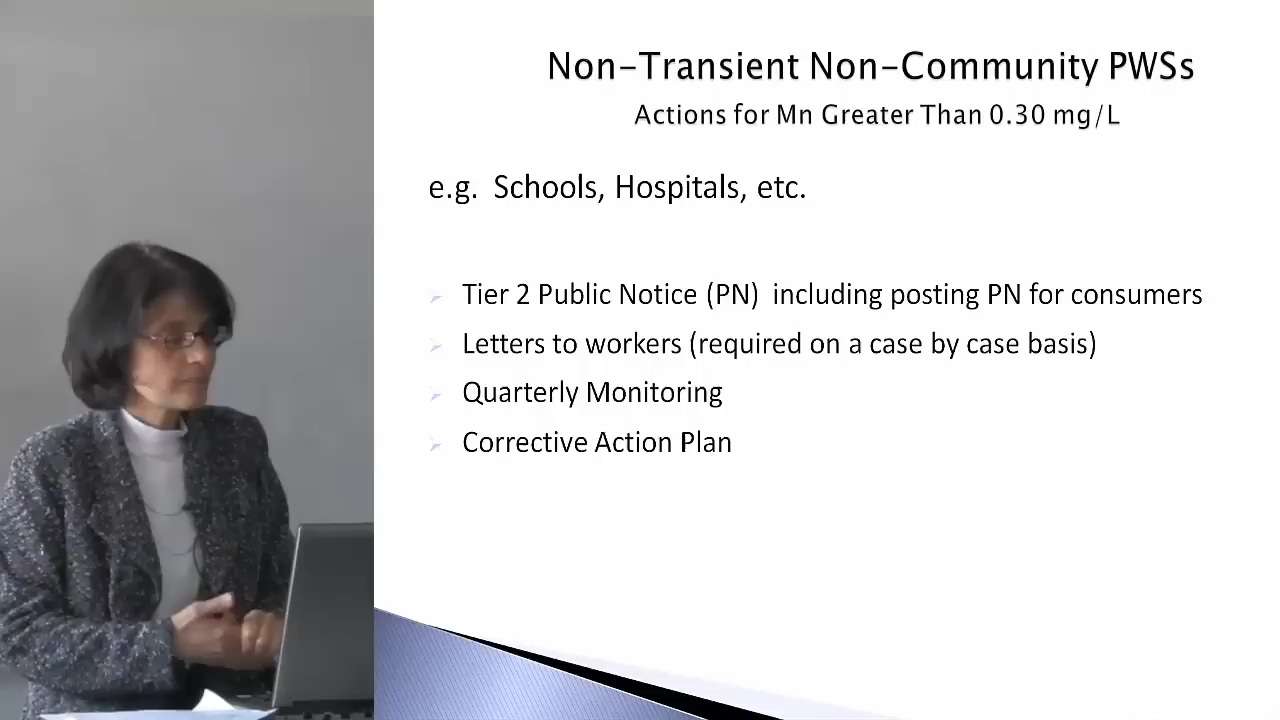 Non-Transient Non-Community PWSs
Actions for Mn Greater Than 0.30 mg/L
e.g. Schools, Hospitals, etc.
Tier 2 Public Notice (PN) including posting PN for consumers
Letters to workers (required on a case by case basis)
Quarterly Monitoring
Corrective Action Plan